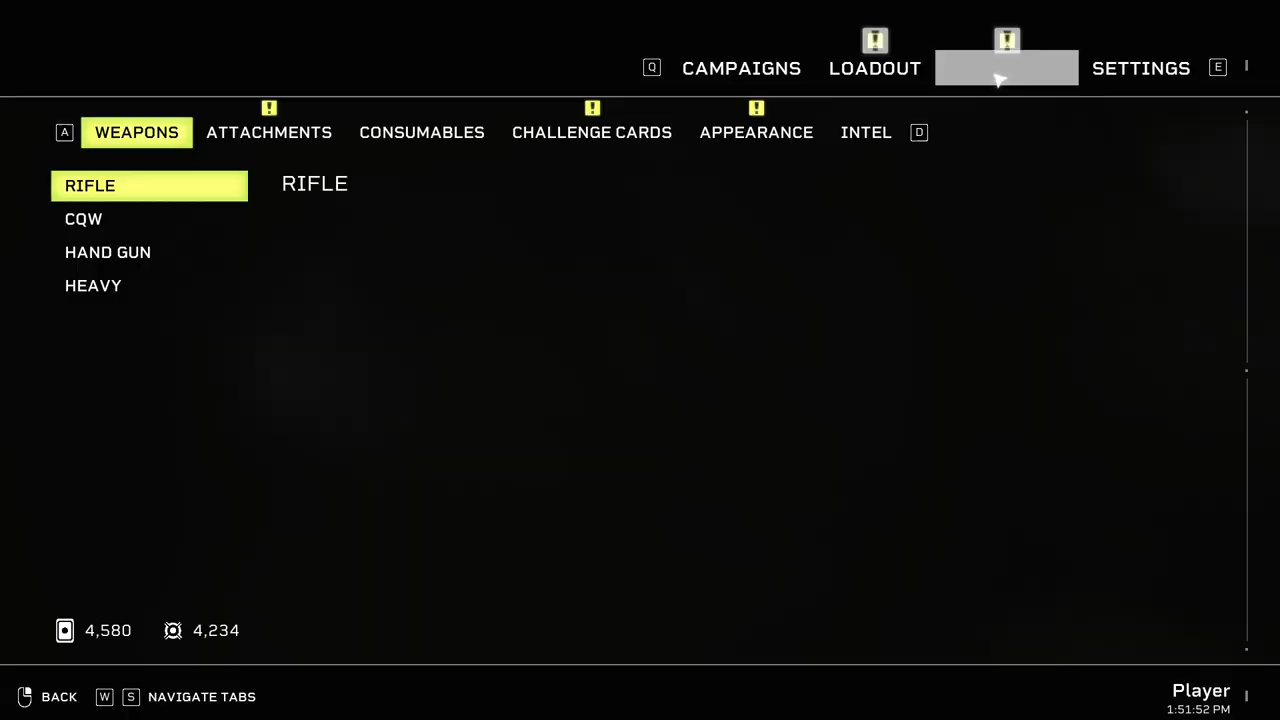 ! !
Q CAMPAIGNS LOADOUT SETTINGS E
! ! !
A WEAPONS ATTACHMENTS CONSUMABLES CHALLENGE CARDS APPEARANCE INTEL D
RIFLE RIFLE
CQW
HAND GUN
HEAVY
4,580 4,234
BACK W S NAVIGATE TABS
Player
1:51:52 PM